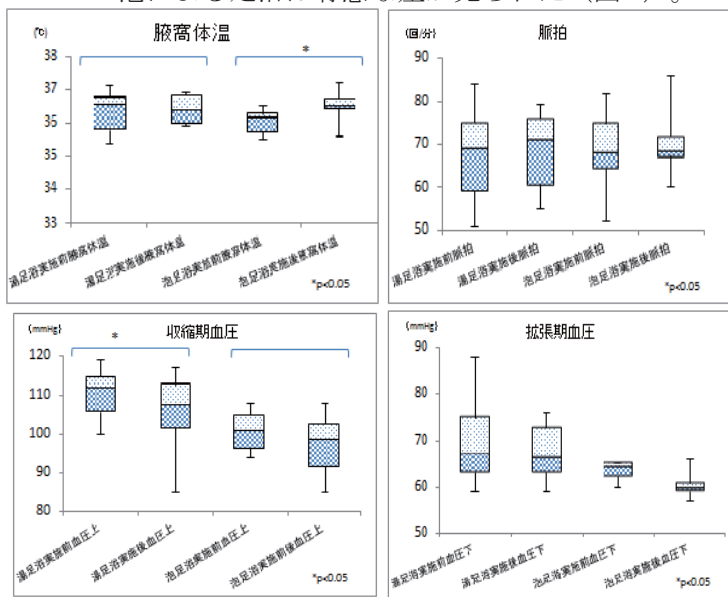 腋窩体温
(℃)
*
38
37
36
35
34
33
湯足浴実施前腋窩体温
湯足浴実施後腋窩体温
泡足浴実施前腋窩体温
泡足浴実施後腋窩体温
*p<0.05
脈拍
(回/分)
90
80
70
60
50
湯足浴実施前脈拍
湯足浴実施後脈拍
泡足浴実施前脈拍
泡足浴実施後脈拍
*p<0.05
収縮期血圧
(mmHg)
*
120
110
100
90
80
湯足浴実施前血圧上
湯足浴実施後血圧上
泡足浴実施前血圧上
泡足浴実施前後血圧上
*p<0.05
拡張期血圧
(mmHg)
90
80
70
60
50
湯足浴実施前血圧下
湯足浴実施後血圧下
泡足浴実施前血圧下
泡足浴実施後血圧下
*p<0.05